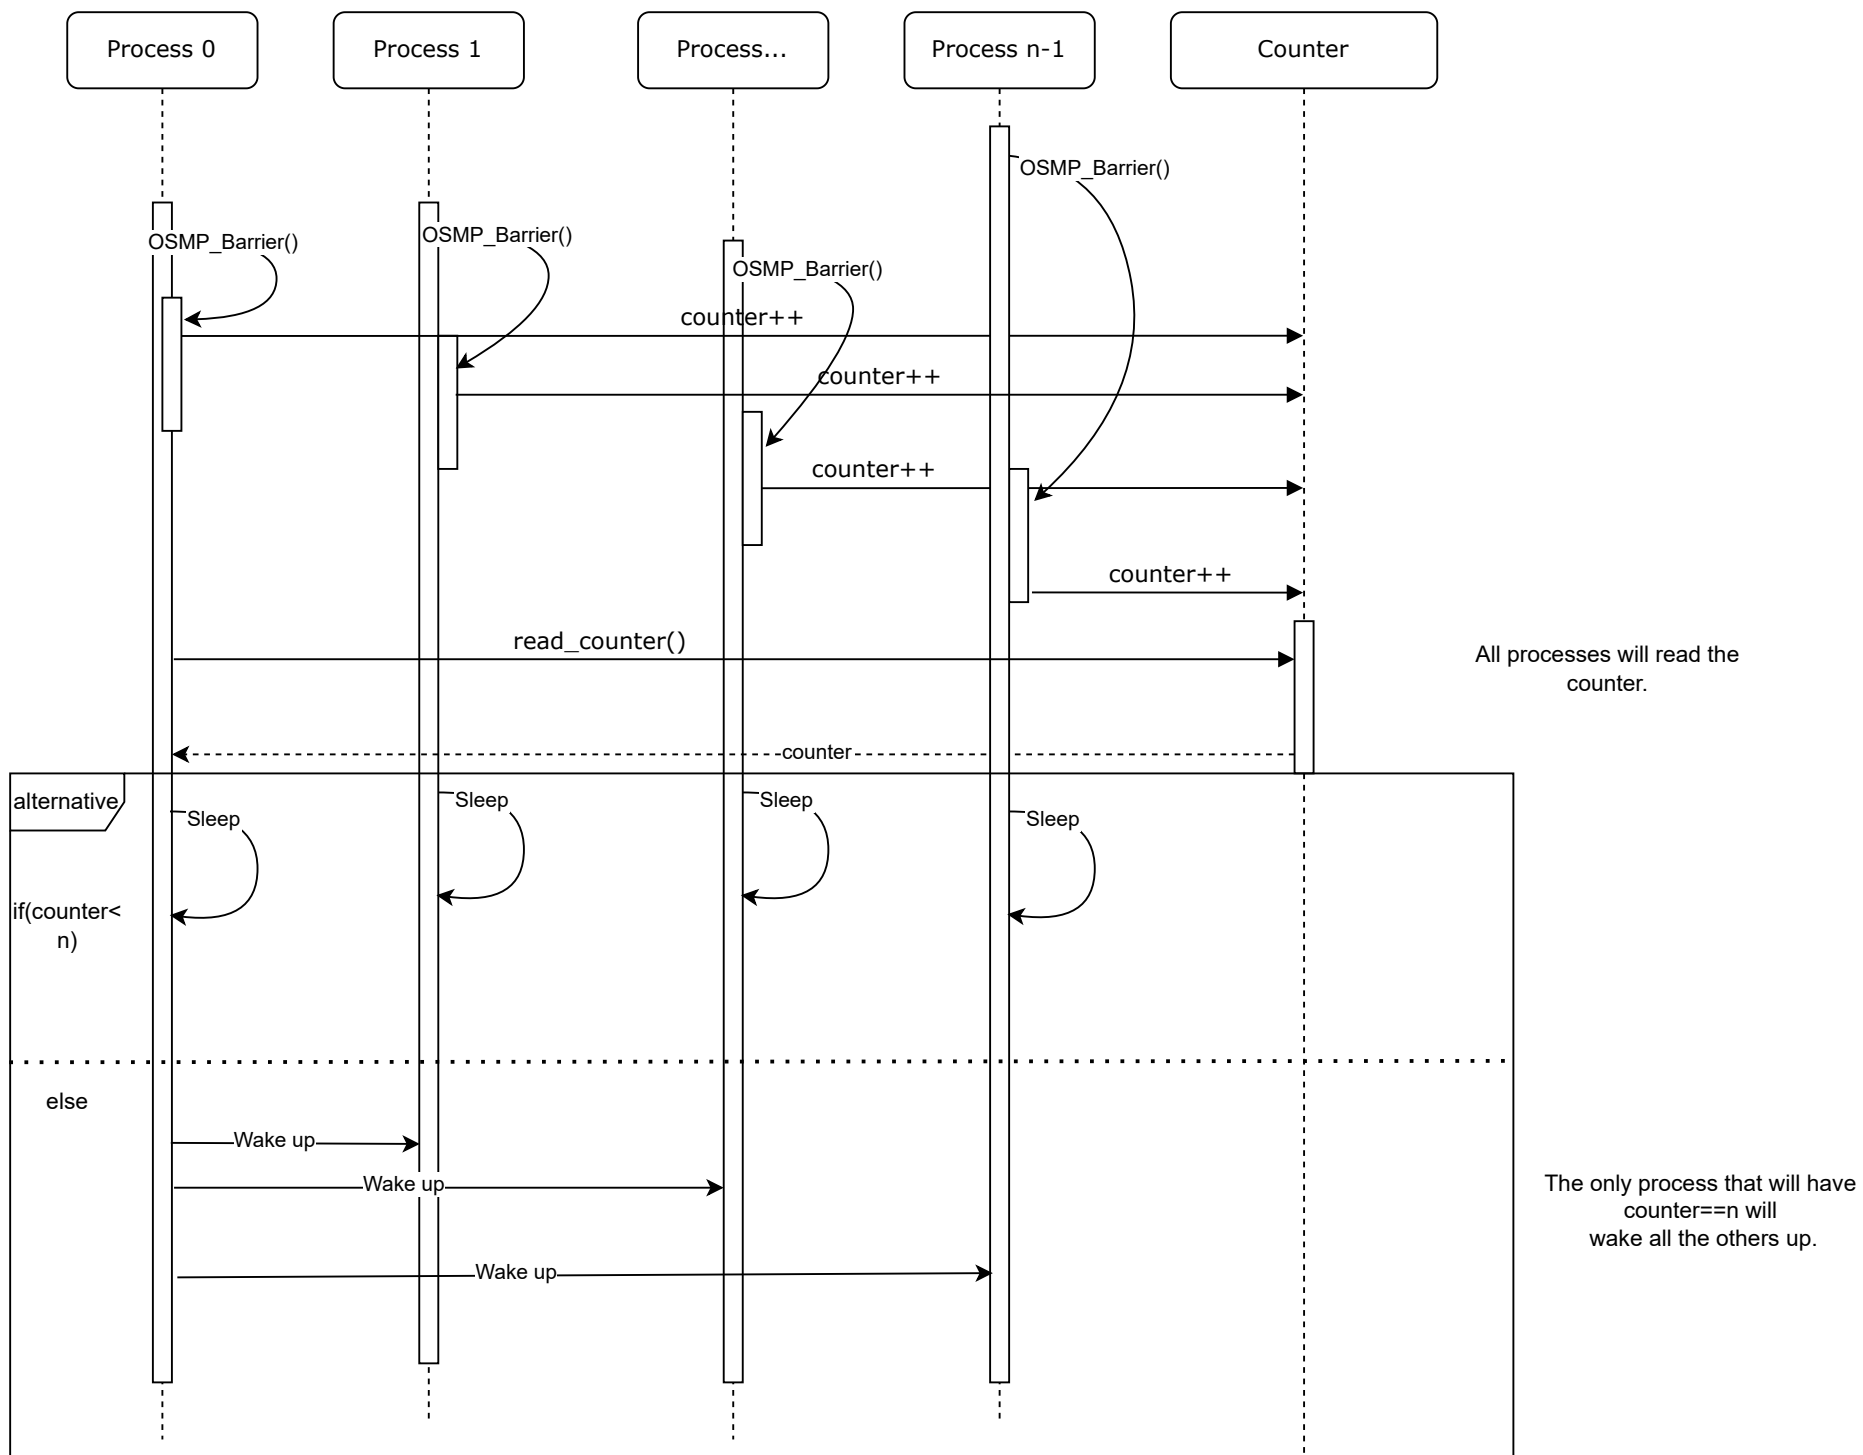 Process 0
Process 1
Process...
Process n-1
Counter
OSMP_Barrier()
OSMP_Barrier()
OSMP_Barrier()
OSMP_Barrier()
counter++
counter++
counter++
counter++
read_counter()
All processes will read the
counter.
counter
alternative
Sleep
Sleep
Sleep
Sleep
if(counter<
n)
else
Wake up
Wake up
Wake up
The only process that will have
counter==n will
wake all the others up.